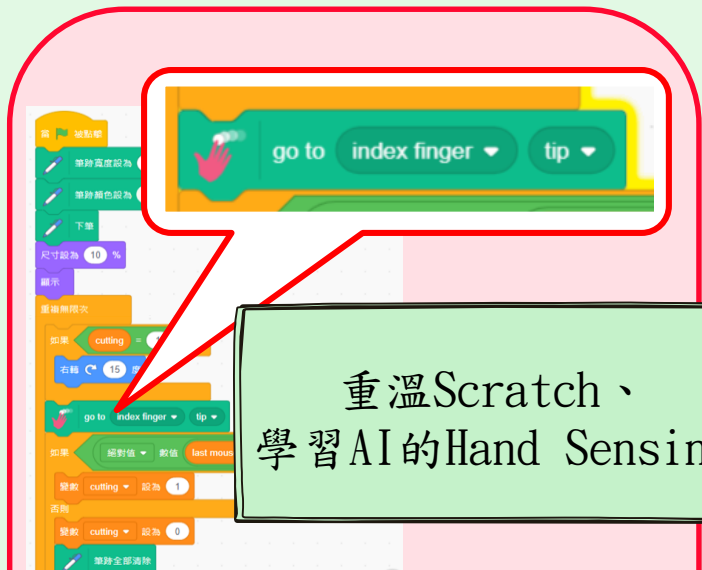 go to index finger tip
當 被點擊
筆跡寬度設為
筆跡顏色設為
下筆
尺寸設為 10 %
顯示
重複無限次
如果 cutting =
右轉 15 度
go to index finger tip
如果 絕對值 數值 last mous
變數 cutting 設為 1
否則
變數 cutting 設為 0
筆跡全部清除
重溫Scratch、
學習AI的Hand Sensin